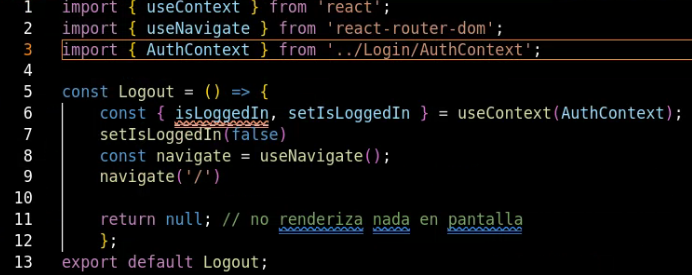 1 import { useContext } from 'react';
2 import { useNavigate } from 'react-router-dom';
3 import { AuthContext } from '../Login/AuthContext';
4
5 const Logout = () => {
6 const { isLoggedIn, setIsLoggedIn } = useContext(AuthContext);
7 setIsLoggedIn(false)
8 const navigate = useNavigate();
9 navigate('/')
10
11 return null; // no renderiza nada en pantalla
12 };
13 export default Logout;